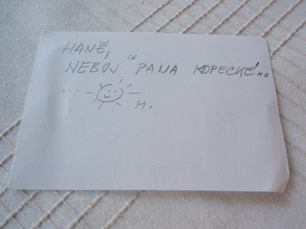 HANĚ,
NEBOJ SE PANA KOPECKÉHO
... M.